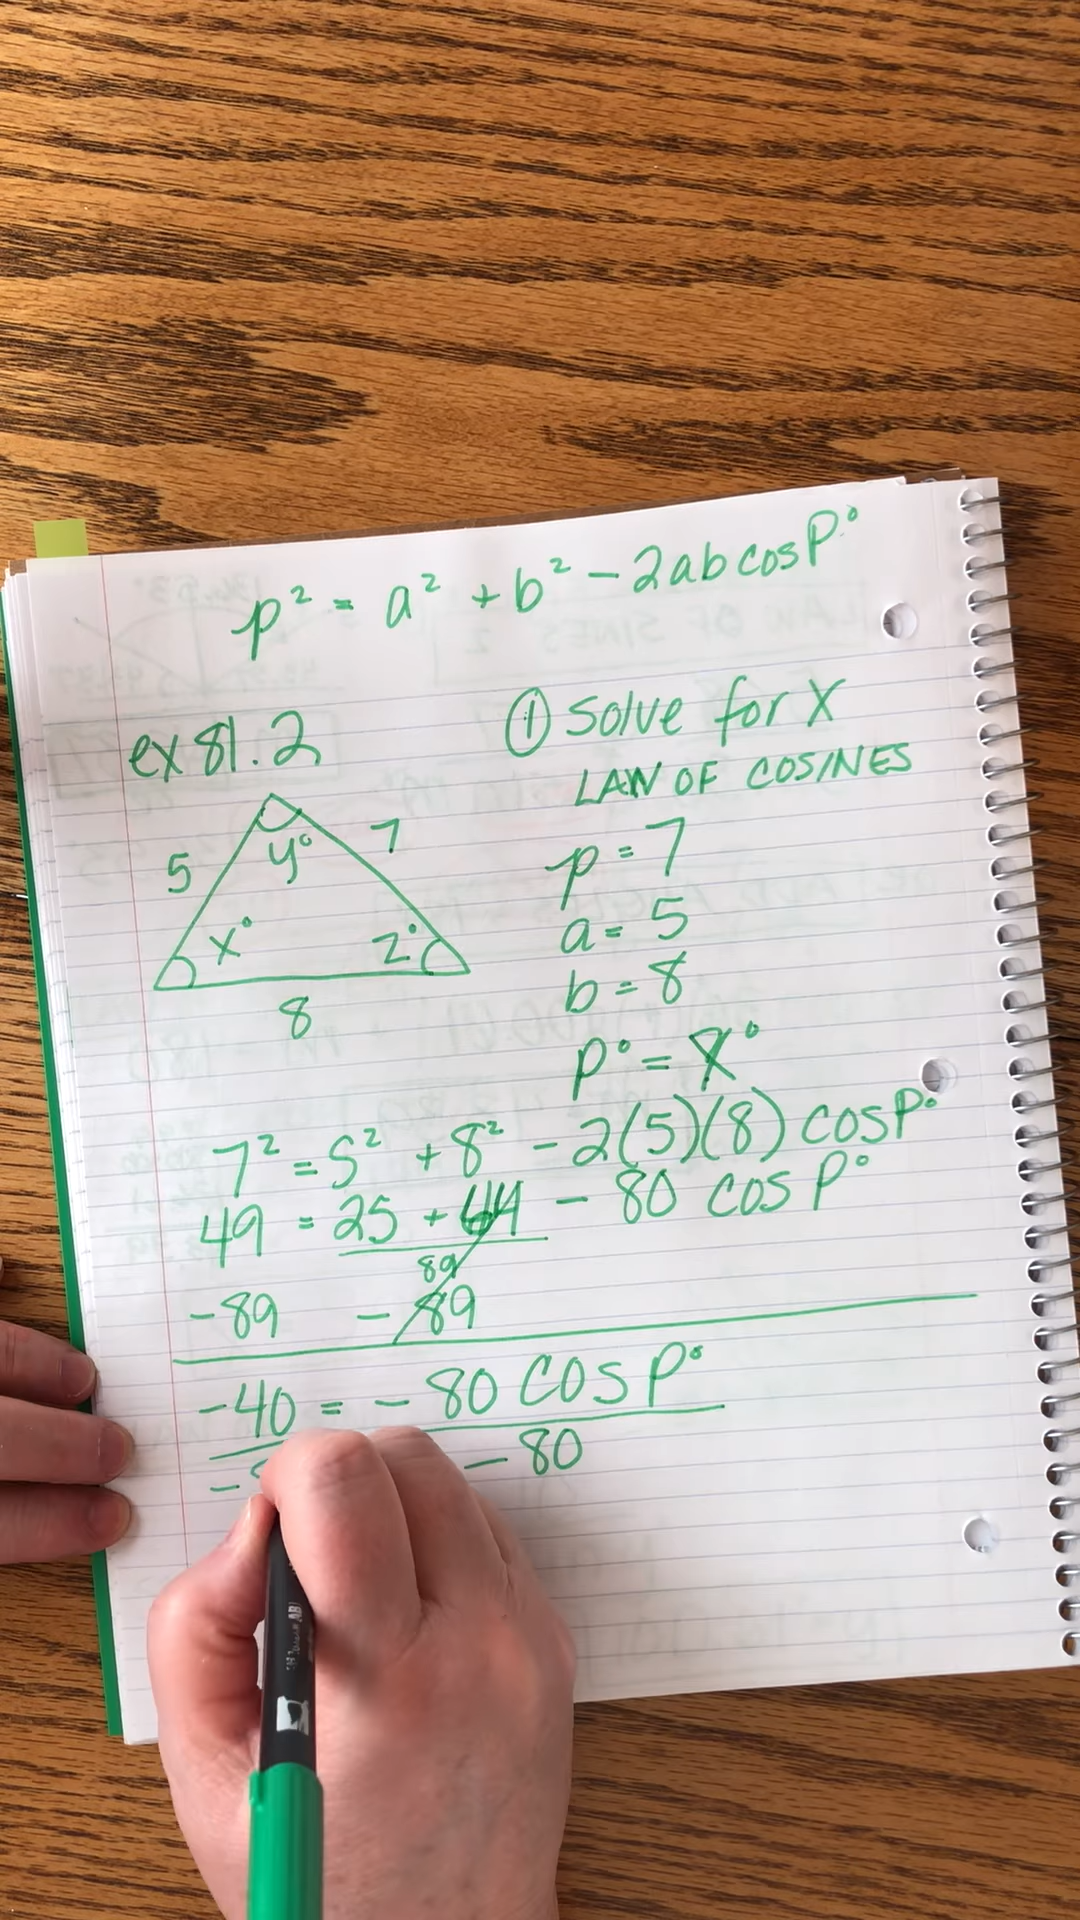 p² = a² + b² - 2ab cos P°
ex 81.2
① Solve for X
LAW OF COSINES
5
7
y°
x°
z°
8
p = 7
a = 5
b = 8
P° = X°
7² = 5² + 8² - 2(5)(8) cos P°
49 = 25 + 64 - 80 cos P°
89
-89 -89
-40 = -80 cos P°
-80